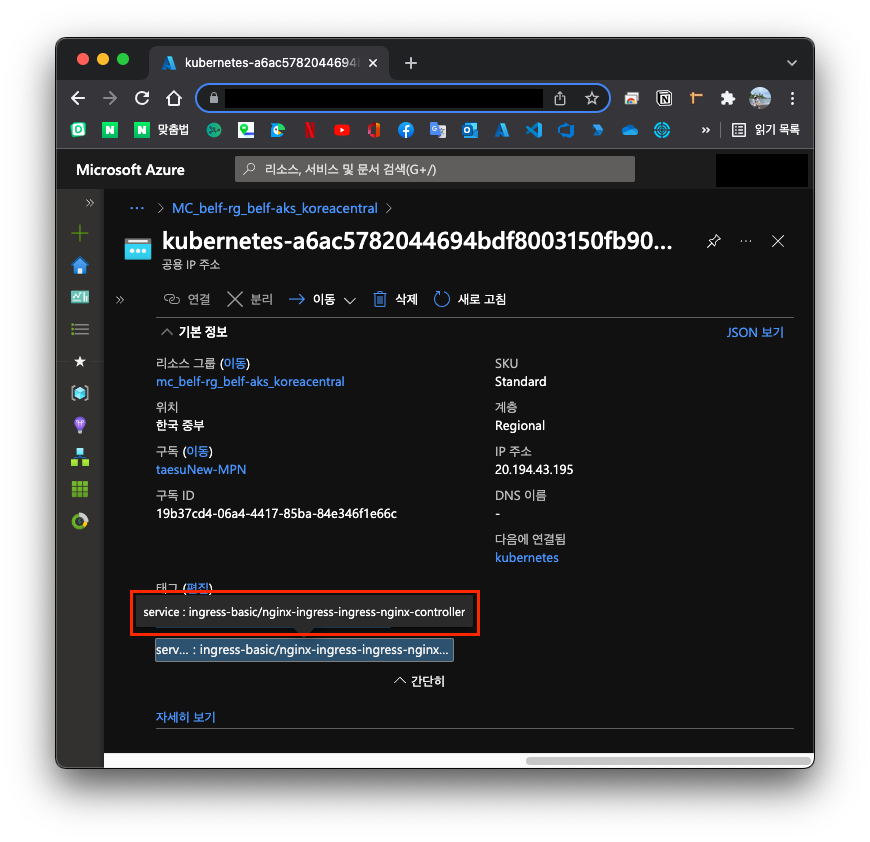 kubernetes-a6ac5782044694
맞춤법
읽기 목록
Microsoft Azure
리소스, 서비스 및 문서 검색(G+/)
MC_belf-rg_belf-aks_koreacentral
kubernetes-a6ac5782044694bdf8003150fb90...
공용 IP 주소
연결 분리 이동 삭제 새로 고침
기본 정보 JSON 보기
리소스 그룹 (이동)
mc_belf-rg_belf-aks_koreacentral
위치
한국 중부
구독 (이동)
taesuNew-MPN
구독 ID
19b37cd4-06a4-4417-85ba-84e346f1e66c
SKU
Standard
계층
Regional
IP 주소
20.194.43.195
DNS 이름
-
다음에 연결됨
kubernetes
태그 (편집)
service : ingress-basic/nginx-ingress-ingress-nginx-controller
serv... : ingress-basic/nginx-ingress-ingress-nginx...
간단히
자세히 보기